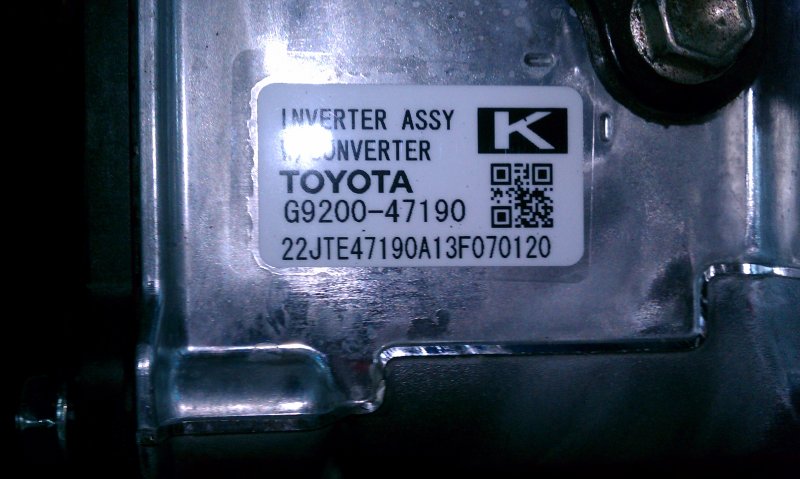 INVERTER ASSY
W/CONVERTER
TOYOTA
G9200-47190
22JTE47190A13F070120
K